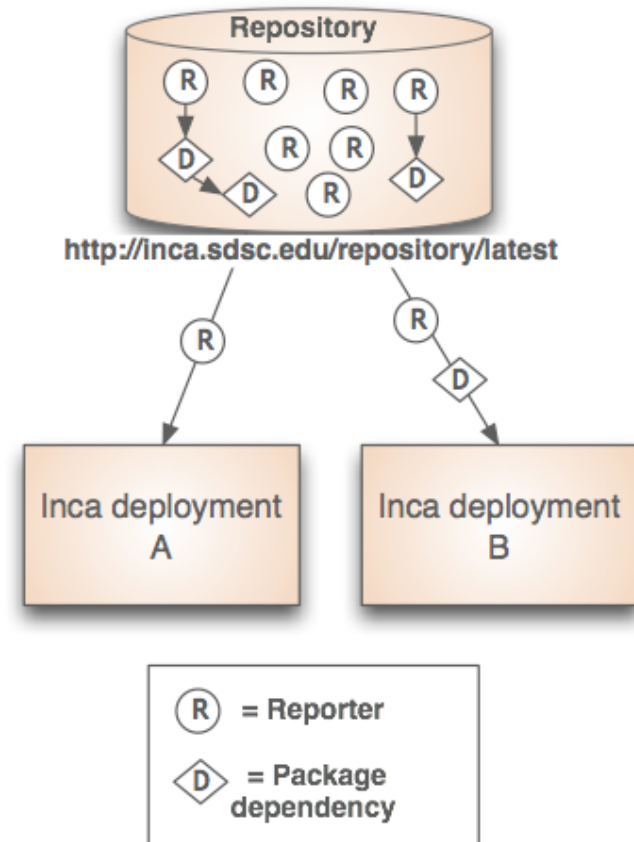 Repository
R
R
R
R
D
R
R
D
D
R
http://inca.sdsc.edu/repository/latest
R
R
D
Inca deployment
A
Inca deployment
B
R = Reporter
D = Package
dependency